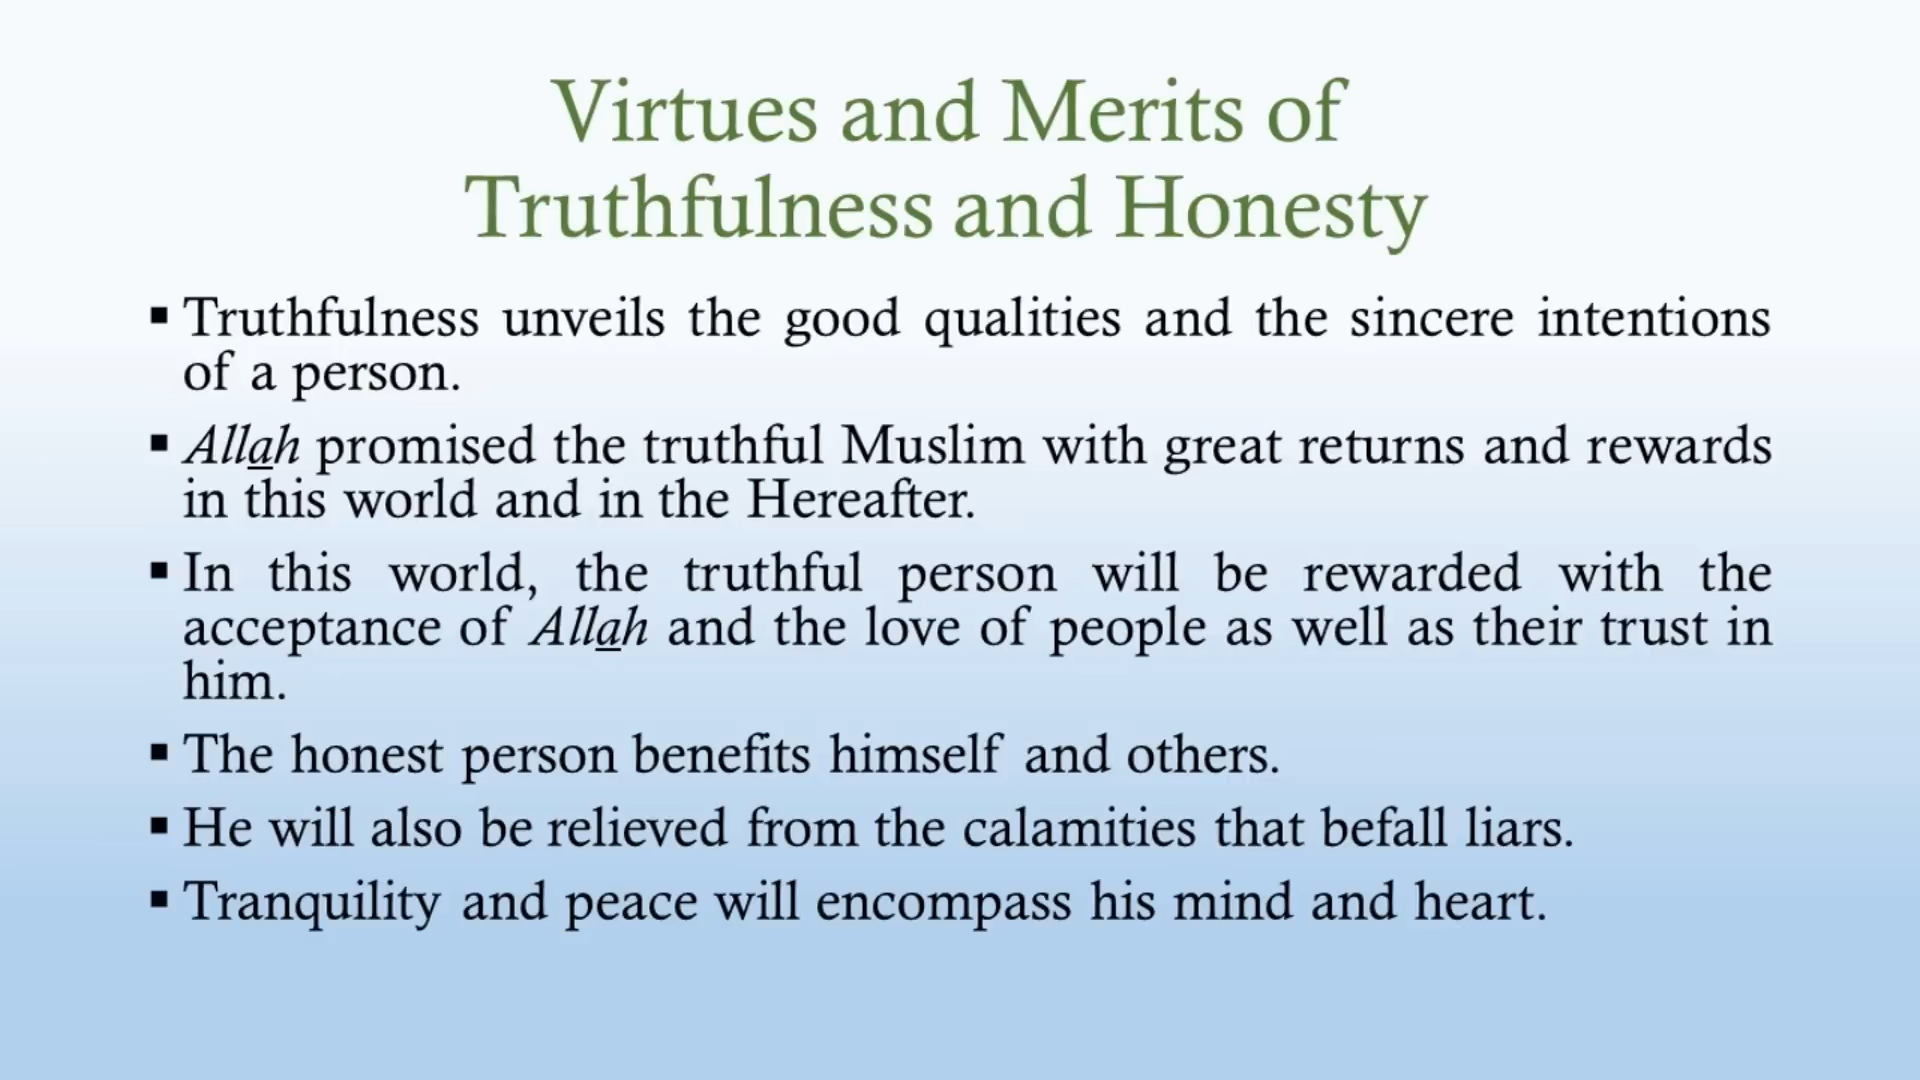 Virtues and Merits of
Truthfulness and Honesty
▪ Truthfulness unveils the good qualities and the sincere intentions
of a person.
▪ Allah promised the truthful Muslim with great returns and rewards
in this world and in the Hereafter.
▪ In this world, the truthful person will be rewarded with the
acceptance of Allah and the love of people as well as their trust in
him.
▪ The honest person benefits himself and others.
▪ He will also be relieved from the calamities that befall liars.
▪ Tranquility and peace will encompass his mind and heart.